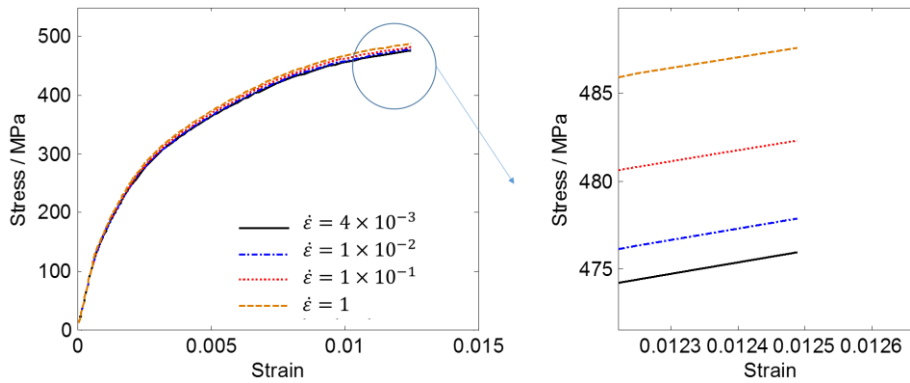 500
400
300
200
100
0
Stress / MPa
0
0.005
0.01
0.015
Strain
ε̇ = 4 × 10⁻³
ε̇ = 1 × 10⁻²
ε̇ = 1 × 10⁻¹
ε̇ = 1
485
480
475
Stress / MPa
0.0123
0.0124
0.0125
0.0126
Strain